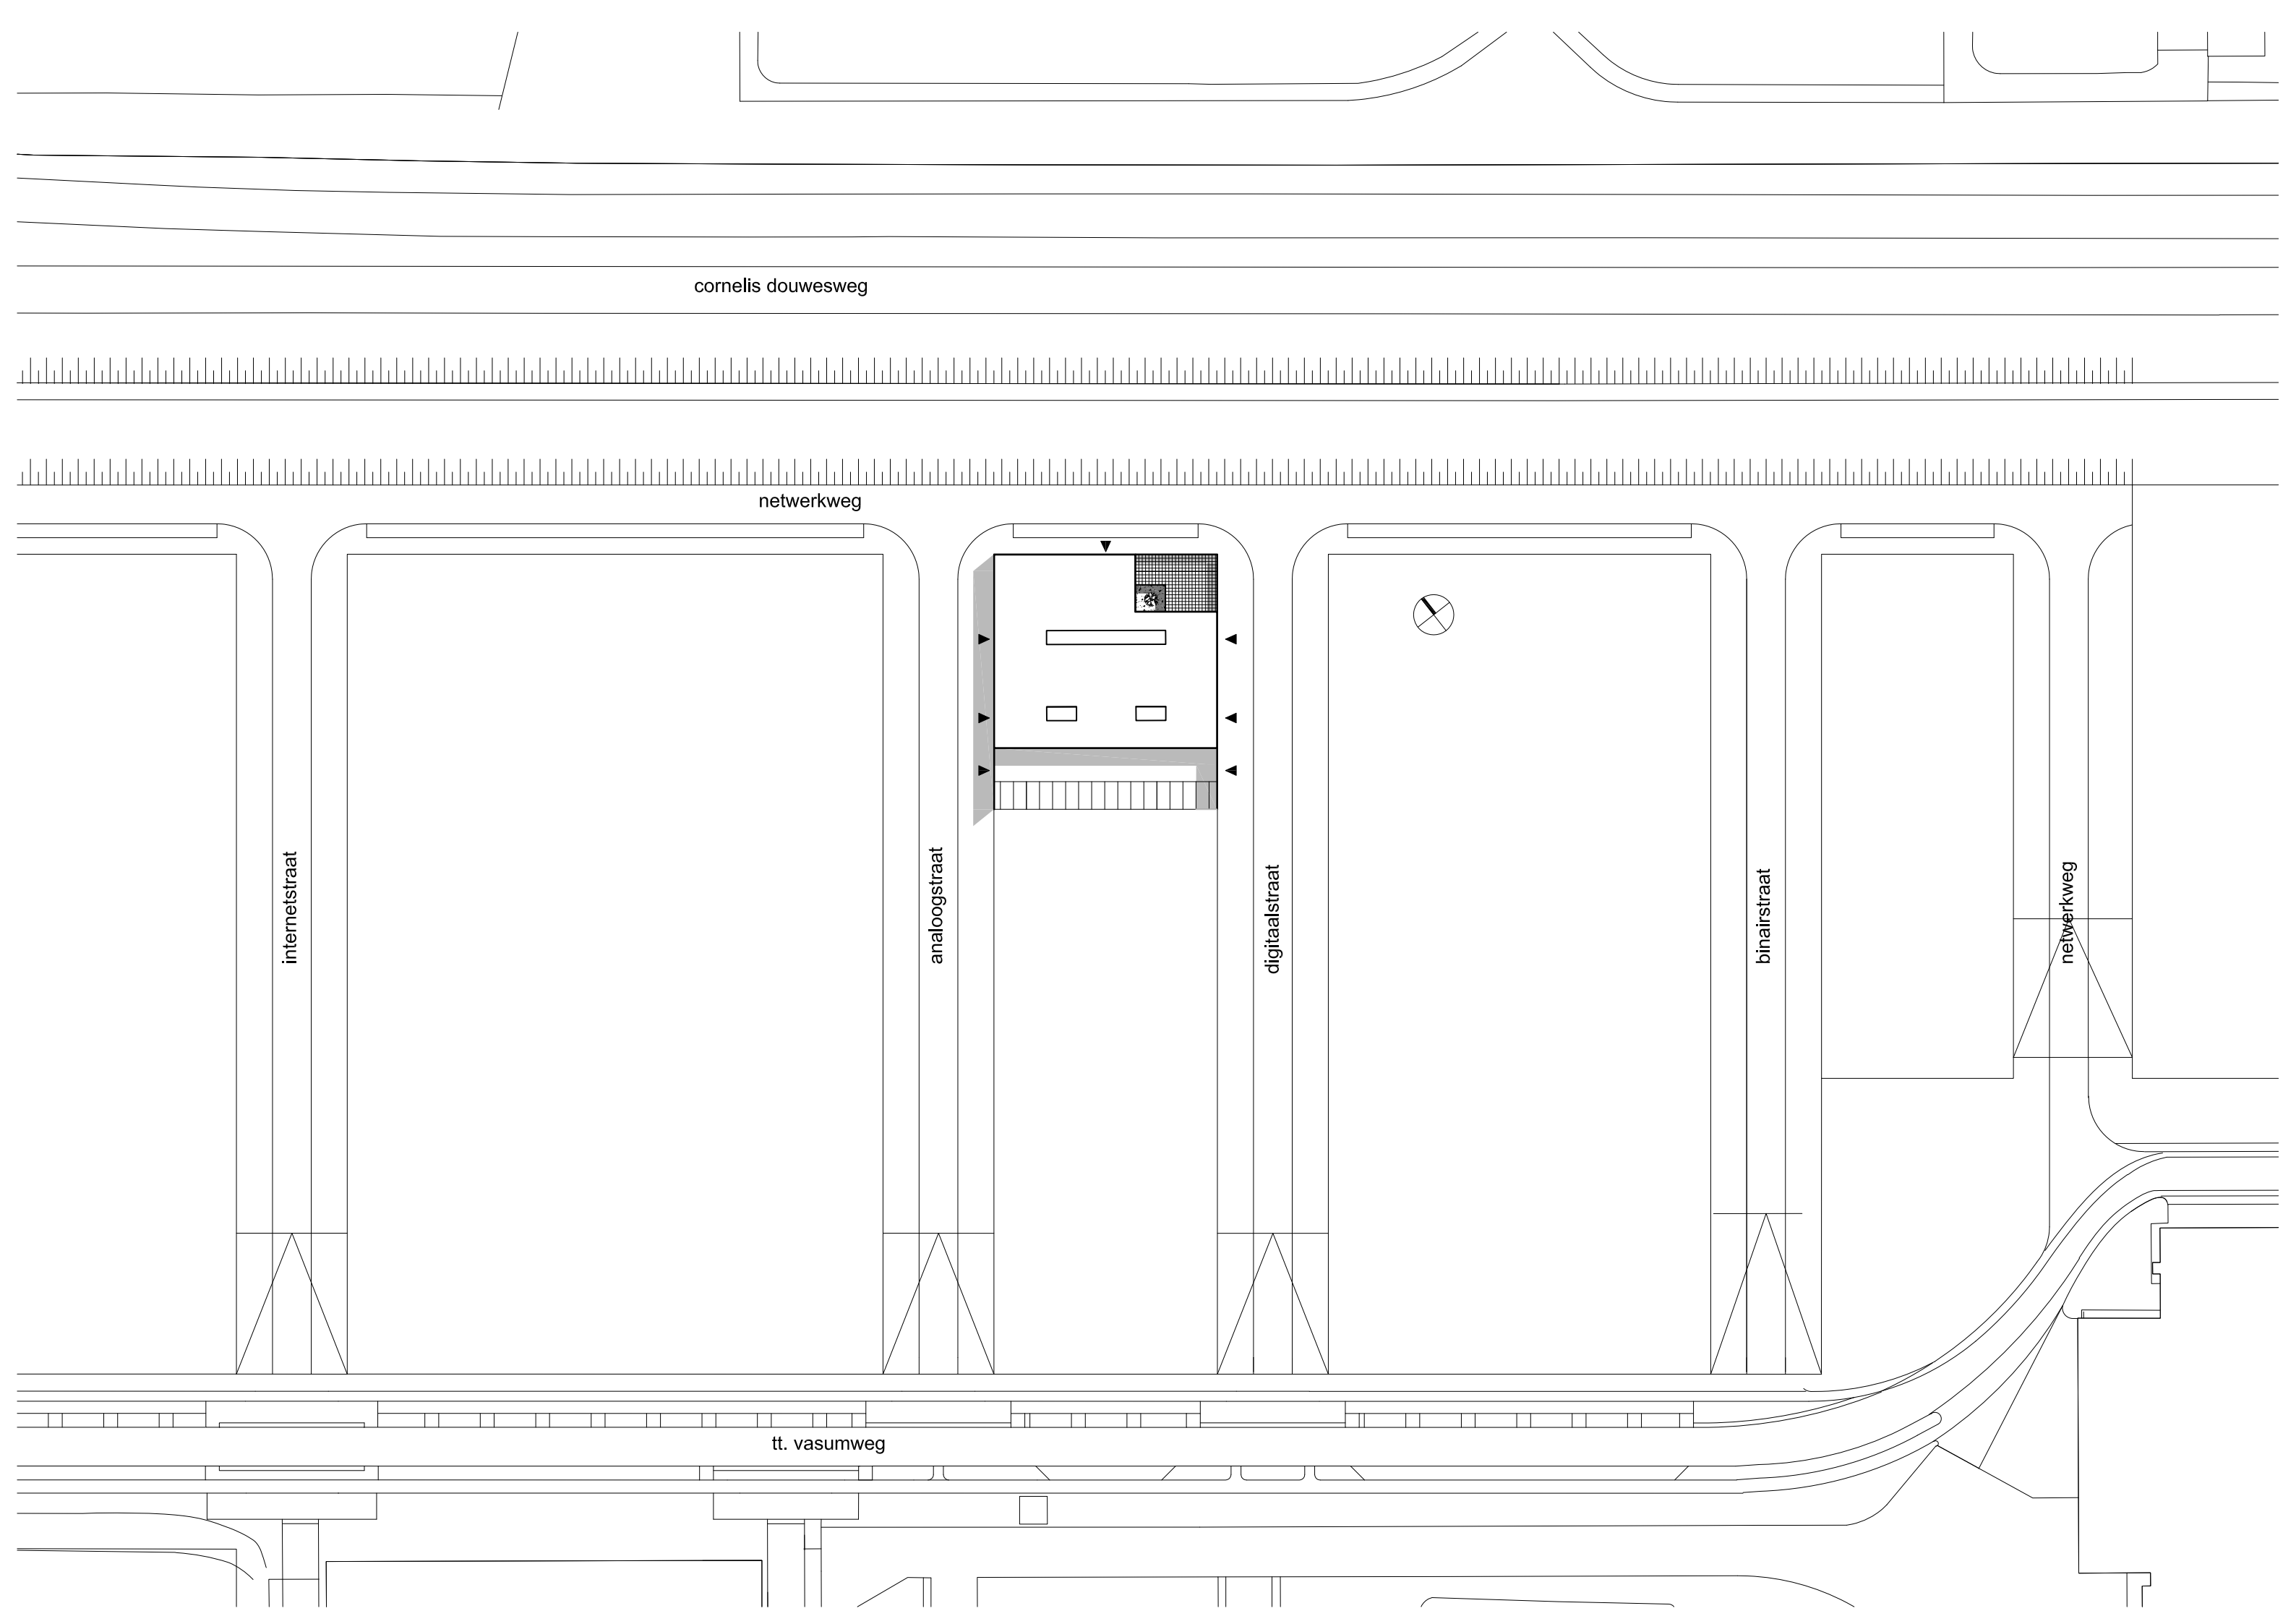 cornelis douwesweg
netwerkweg
internetstraat
analoogstraat
digitaalstraat
binairstraat
netwerkweg
tt. vasumweg